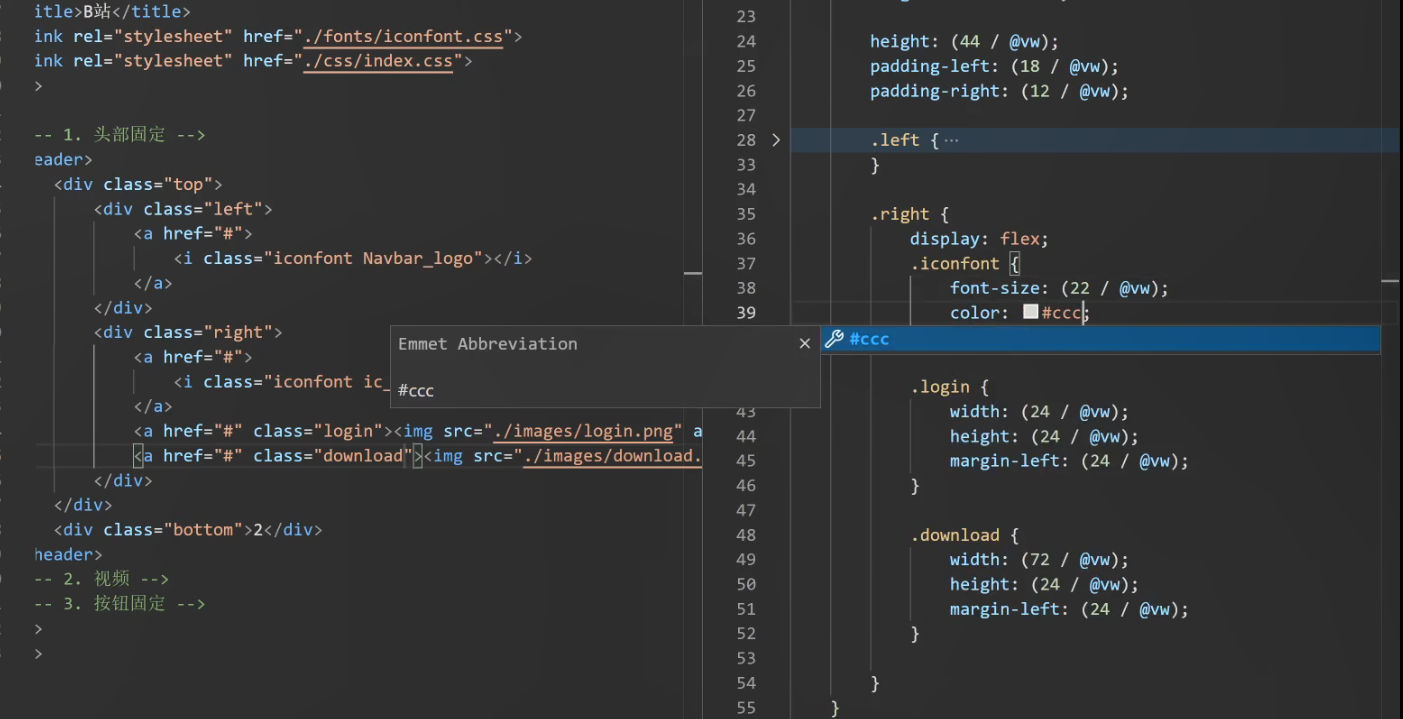 itle>B站</title>
ink rel="stylesheet" href="./fonts/iconfont.css">
ink rel="stylesheet" href="./css/index.css">
>
-- 1. 头部固定 -->
eader>
<div class="top">
<div class="left">
<a href="#">
<i class="iconfont Navbar_logo"></i>
</a>
</div>
<div class="right">
<a href="#">
<i class="iconfont ic_
</a>
<a href="#" class="login"><img src="./images/login.png" a
<a href="#" class="download"><img src="./images/download.
</div>
</div>
<div class="bottom">2</div>
header>
-- 2. 视频 -->
-- 3. 按钮固定 -->
>
>
Emmet Abbreviation
#ccc
23
24 height: (44 / @vw);
25 padding-left: (18 / @vw);
26 padding-right: (12 / @vw);
27
28 .left { ···
33 }
34
35 .right {
36 display: flex;
37 .iconfont {
38 font-size: (22 / @vw);
39 color: #ccc;
#ccc
.login {
43 width: (24 / @vw);
44 height: (24 / @vw);
45 margin-left: (24 / @vw);
46 }
47
48 .download {
49 width: (72 / @vw);
50 height: (24 / @vw);
51 margin-left: (24 / @vw);
52 }
53
54 }
55 }